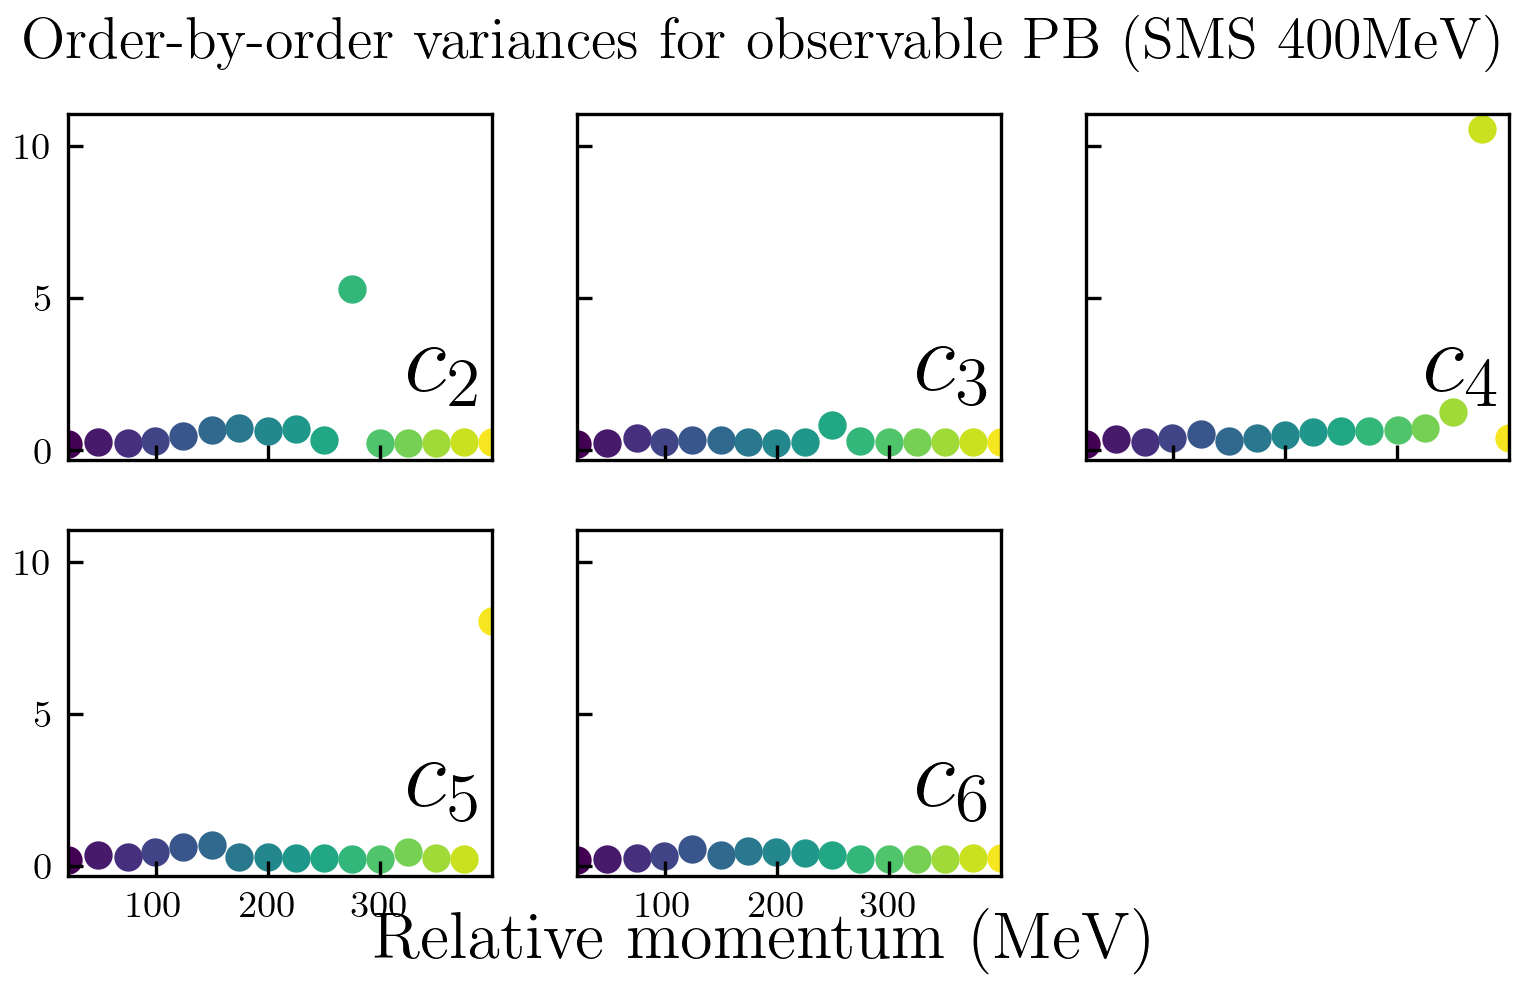 Order-by-order variances for observable PB (SMS 400MeV)
10
5
0
c2
c3
c4
10
5
0
c5
c6
100 200 300
100 200 300
Relative momentum (MeV)